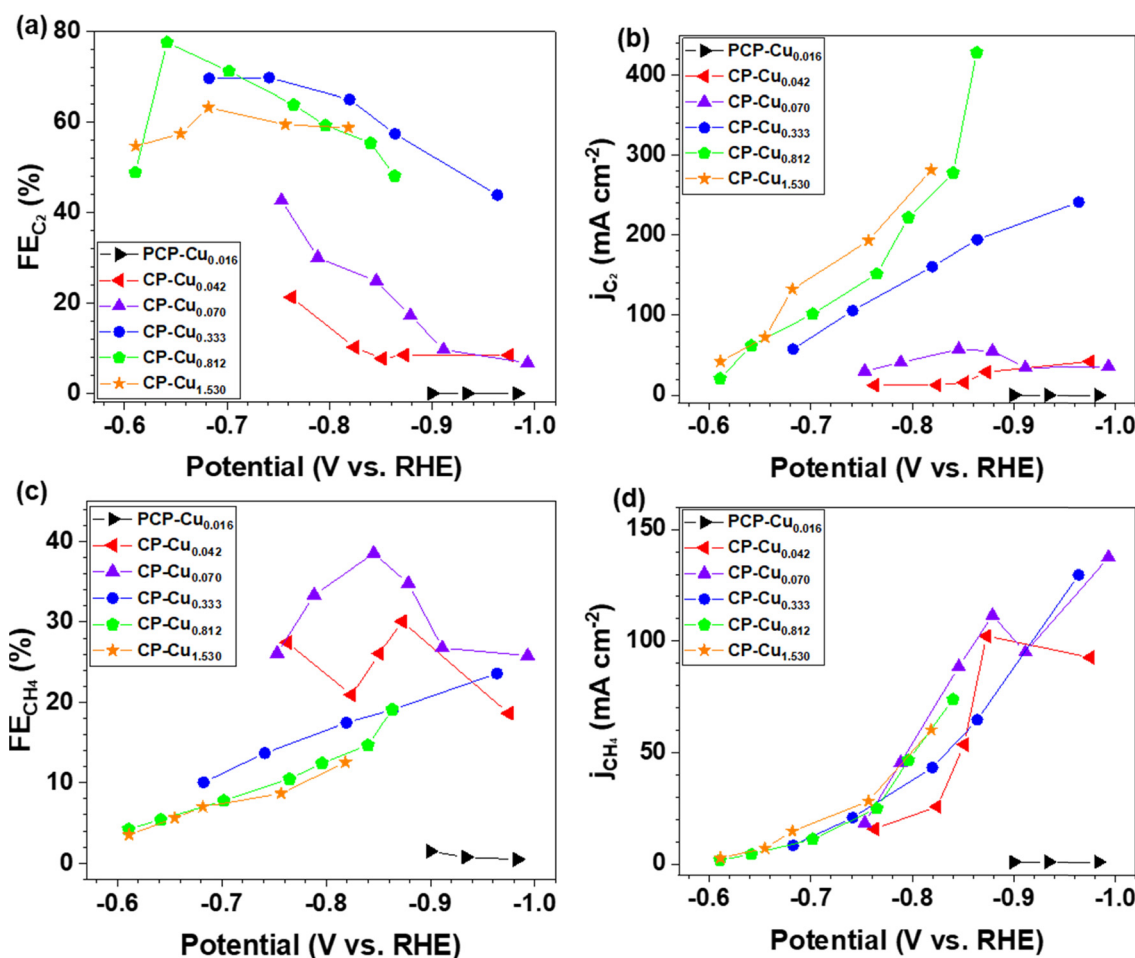 (a)
80
60
40
20
0
FE_C2 (%)
PCP-Cu0.016
CP-Cu0.042
CP-Cu0.070
CP-Cu0.333
CP-Cu0.812
CP-Cu1.530
-0.6 -0.7 -0.8 -0.9 -1.0
Potential (V vs. RHE)
(b)
400
300
200
100
0
j_C2 (mA cm-2)
PCP-Cu0.016
CP-Cu0.042
CP-Cu0.070
CP-Cu0.333
CP-Cu0.812
CP-Cu1.530
-0.6 -0.7 -0.8 -0.9 -1.0
Potential (V vs. RHE)
(c)
40
30
20
10
0
FE_CH4 (%)
PCP-Cu0.016
CP-Cu0.042
CP-Cu0.070
CP-Cu0.333
CP-Cu0.812
CP-Cu1.530
-0.6 -0.7 -0.8 -0.9 -1.0
Potential (V vs. RHE)
(d)
150
100
50
0
j_CH4 (mA cm-2)
PCP-Cu0.016
CP-Cu0.042
CP-Cu0.070
CP-Cu0.333
CP-Cu0.812
CP-Cu1.530
-0.6 -0.7 -0.8 -0.9 -1.0
Potential (V vs. RHE)